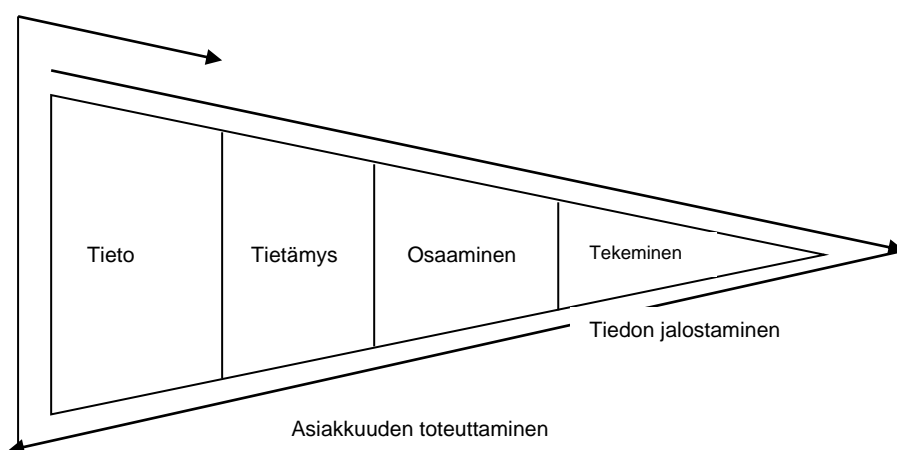 Tieto
Tietämys
Osaaminen
Tekeminen
Tiedon jalostaminen
Asiakkuuden toteuttaminen